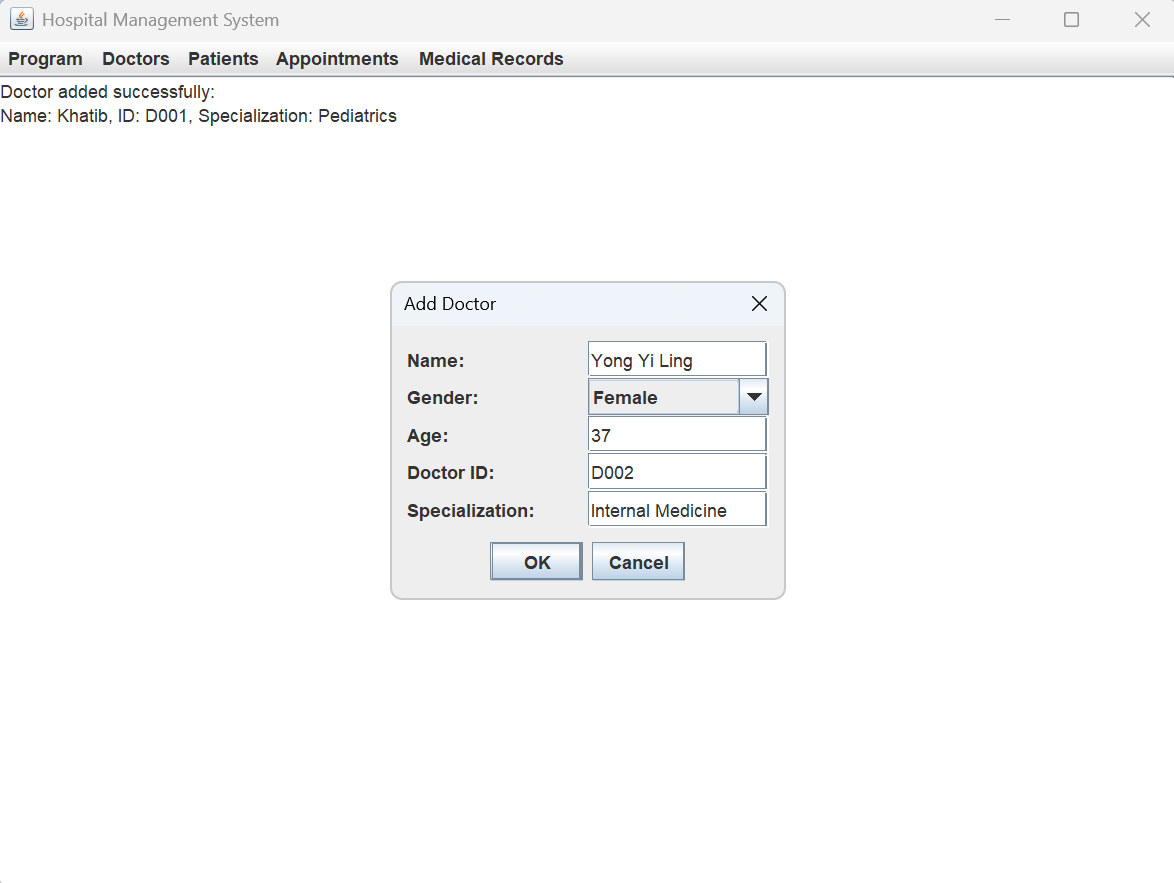 Hospital Management System
Program Doctors Patients Appointments Medical Records
Doctor added successfully:
Name: Khatib, ID: D001, Specialization: Pediatrics
Add Doctor
Name: Yong Yi Ling
Gender: Female
Age: 37
Doctor ID: D002
Specialization: Internal Medicine
OK Cancel